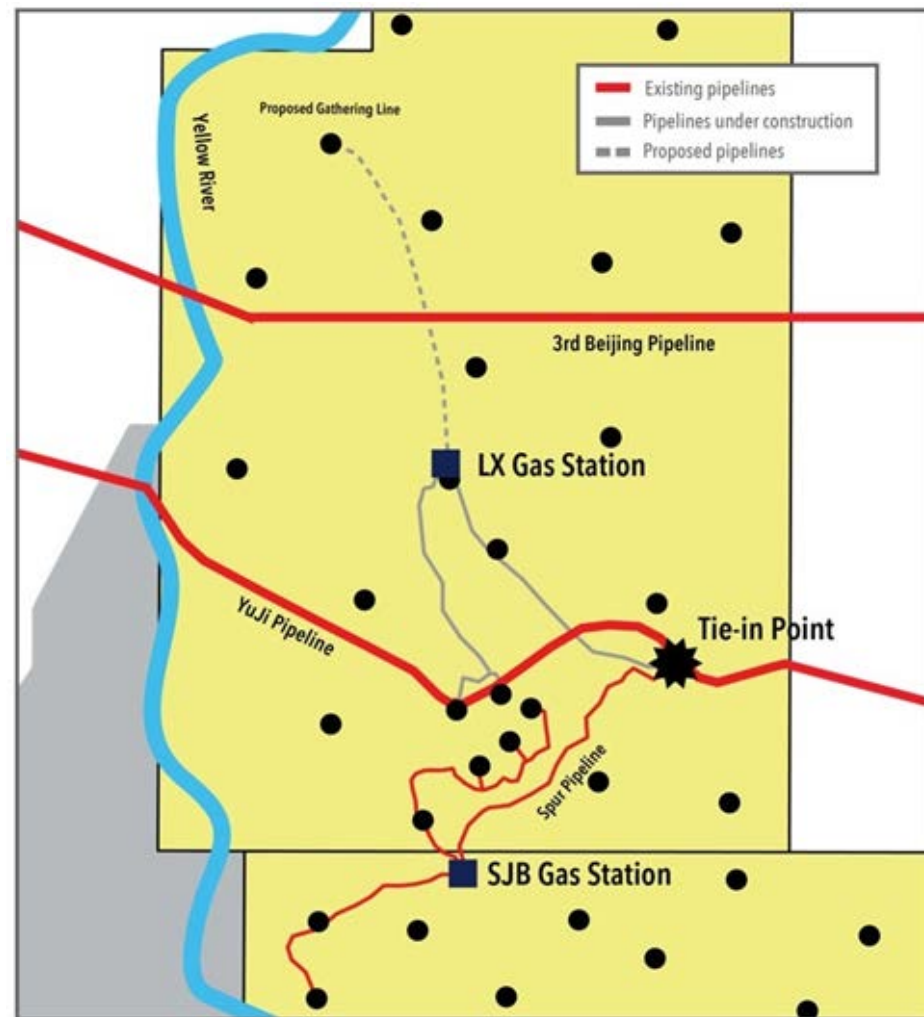 Existing pipelines
Pipelines under construction
Proposed pipelines
Proposed Gathering Line
Yellow River
3rd Beijing Pipeline
LX Gas Station
YuJi Pipeline
Tie-in Point
Spur Pipeline
SJB Gas Station